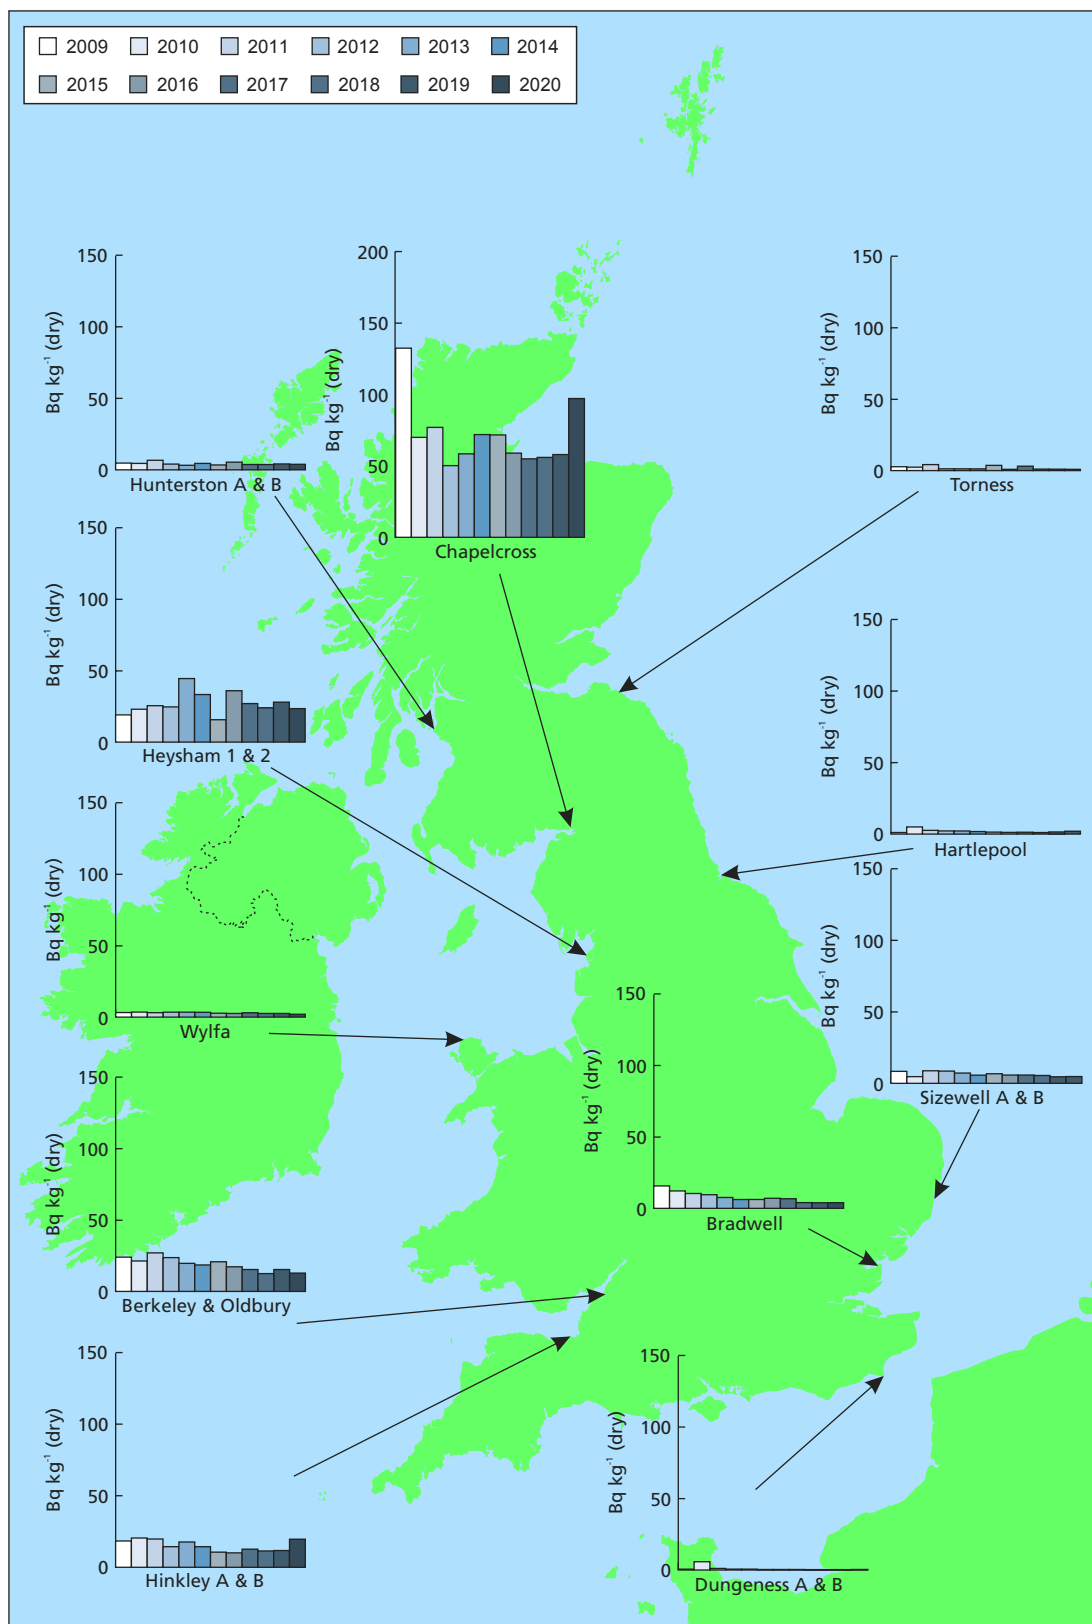 2009 2010 2011 2012 2013 2014
2015 2016 2017 2018 2019 2020
150
100
50
0
Bq kg⁻¹ (dry)
Hunterston A & B
200
150
100
50
0
Bq kg⁻¹ (dry)
Chapelcross
150
100
50
0
Bq kg⁻¹ (dry)
Torness
150
100
50
0
Bq kg⁻¹ (dry)
Heysham 1 & 2
150
100
50
0
Bq kg⁻¹ (dry)
Hartlepool
150
100
50
0
Bq kg⁻¹ (dry)
Wylfa
150
100
50
0
Bq kg⁻¹ (dry)
Sizewell A & B
150
100
50
0
Bq kg⁻¹ (dry)
Bradwell
150
100
50
0
Bq kg⁻¹ (dry)
Berkeley & Oldbury
150
100
50
0
Bq kg⁻¹ (dry)
Hinkley A & B
150
100
50
0
Bq kg⁻¹ (dry)
Dungeness A & B